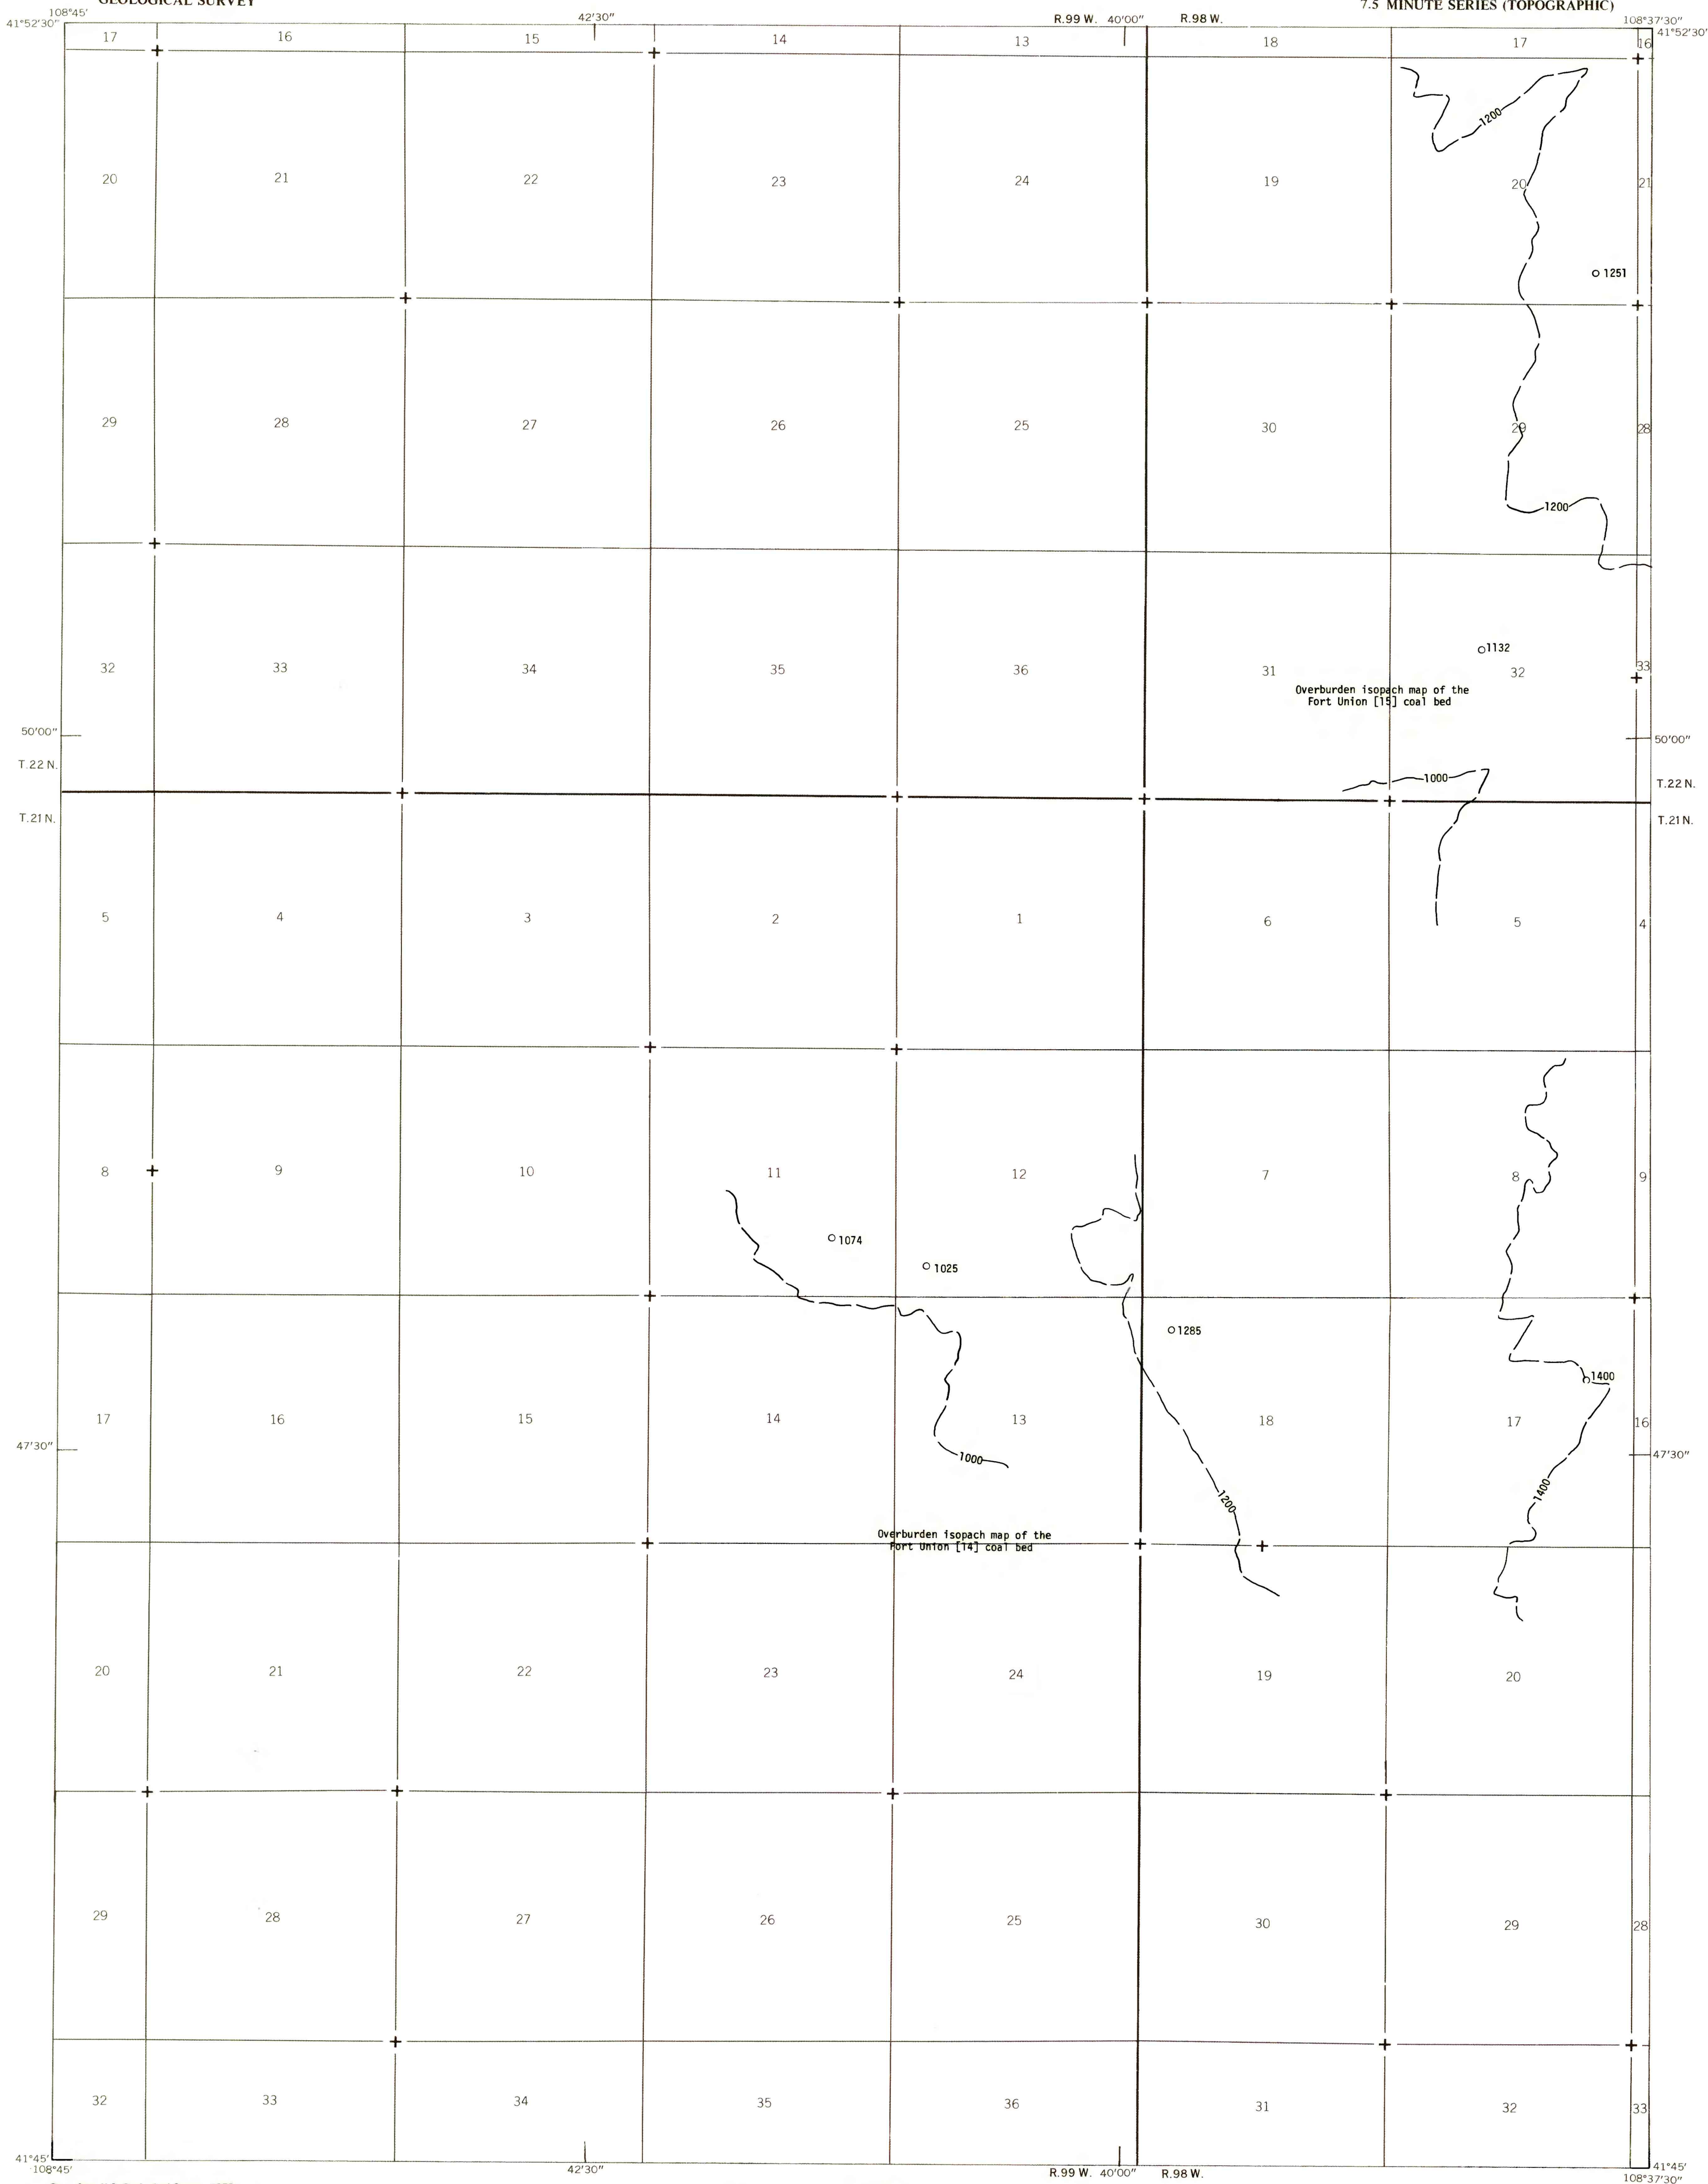 GEOLOGICAL SURVEY
7.5 MINUTE SERIES (TOPOGRAPHIC)
108°45'
42'30"
R.99 W. 40'00" R.98 W.
108°37'30"
41°52'30"
41°52'30"
17 16 15 14 13 18 17 16
1200
20 21 22 23 24 19 20 21
1251
29 28 27 26 25 30 29 28
1200
1132
32 33 34 35 36 31 32 33
Overburden isopach map of the
Fort Union [15] coal bed
50'00"
50'00"
T.22 N.
1000
T.22 N.
T.21 N.
T.21 N.
5 4 3 2 1 6 5 4
8 9 10 11 12 7 8 9
1074
1025
1285
1400
17 16 15 14 13 18 17 16
47'30"
47'30"
1000
1400
1200
Overburden isopach map of the
Fort Union [14] coal bed
20 21 22 23 24 19 20
29 28 27 26 25 30 29 28
32 33 34 35 36 31 32 33
41°45'
41°45'
108°45'
42'30"
R.99 W. 40'00" R.98 W.
108°37'30"